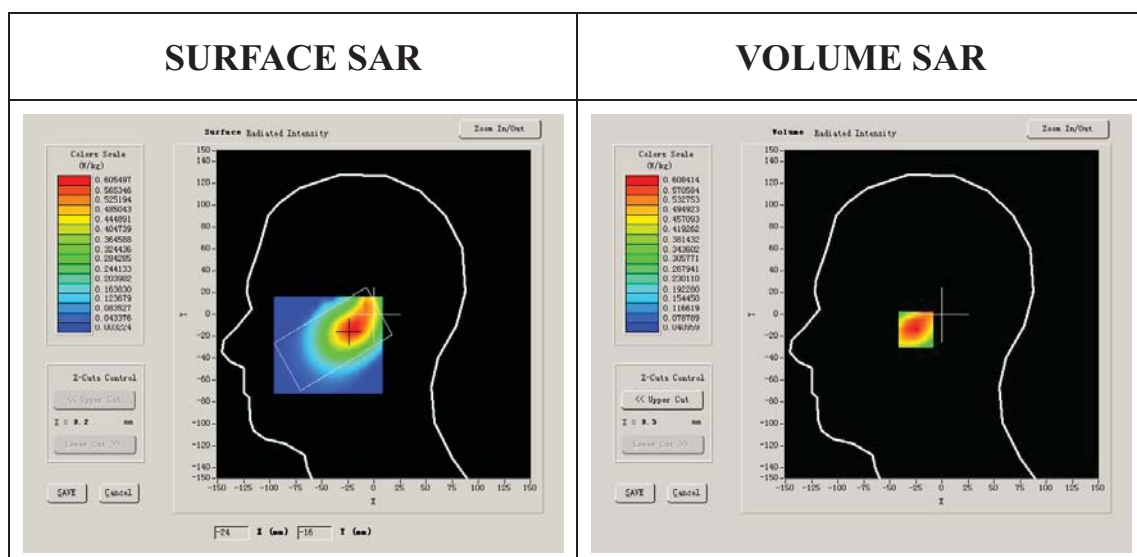 SURFACE SAR
VOLUME SAR
Surface Radiated Intensity
Zoom In/Out
Colors Scale
(W/kg)
0.605497
0.565346
0.525194
0.485043
0.444891
0.404739
0.364588
0.324436
0.284285
0.244133
0.203982
0.163830
0.123679
0.083527
0.043376
0.003224
Z-Cuts Control
<< Upper Cut
mm
Lower Cut >>
SAVE Cancel
150
140
120
100
80
60
40
20
0
-20
-40
-60
-80
-100
-120
-140
-150
Y
-150 -125 -100 -75 -50 -25 0 25 50 75 100 125 150
X
-24 X (mm) -16 Y (mm)
Volume Radiated Intensity
Zoom In/Out
Colors Scale
(W/kg)
0.608414
0.570584
0.532753
0.494923
0.457093
0.419262
0.381432
0.343602
0.305771
0.267941
0.230110
0.192280
0.154450
0.116619
0.078789
0.040959
Z-Cuts Control
<< Upper Cut
mm
Lower Cut >>
SAVE Cancel
150
140
120
100
80
60
40
20
0
-20
-40
-60
-80
-100
-120
-140
-150
Y
-150 -125 -100 -75 -50 -25 0 25 50 75 100 125 150
X